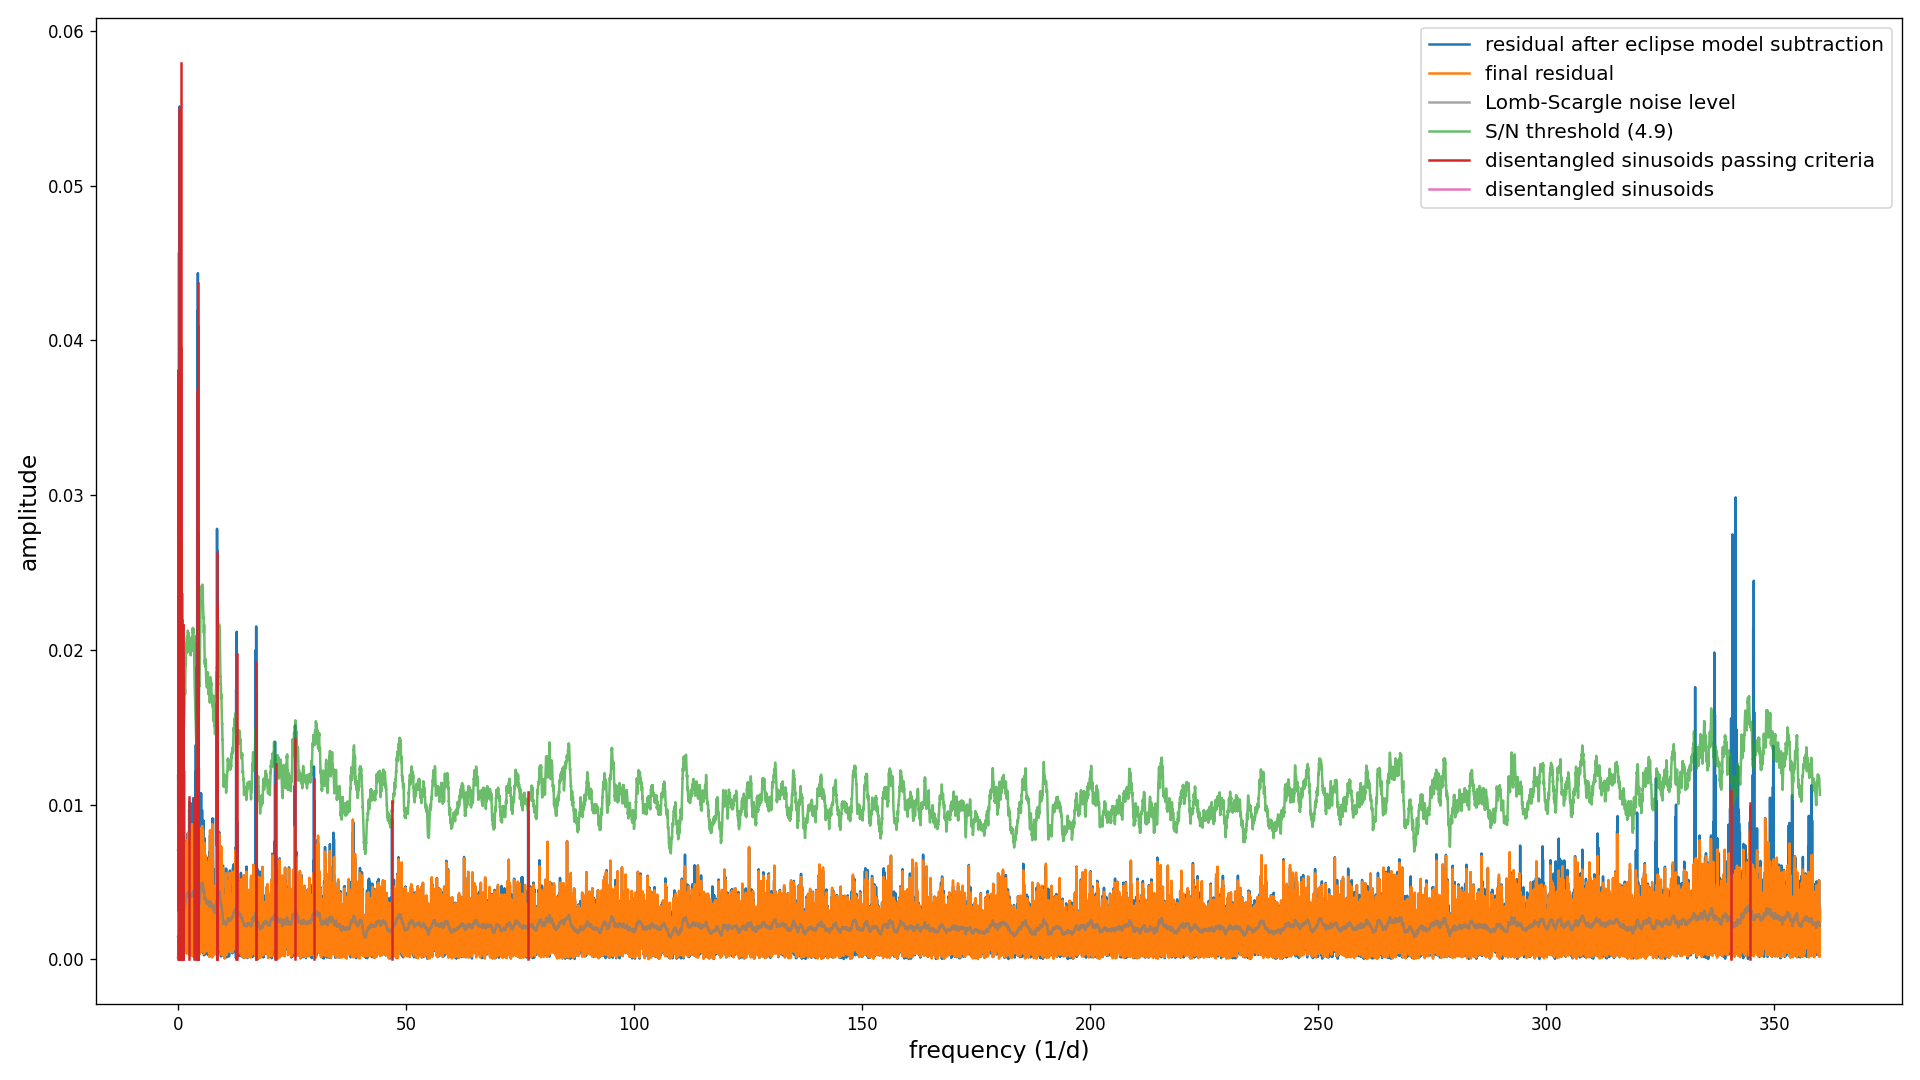 0.06
0.05
0.04
0.03
0.02
0.01
0.00
amplitude
residual after eclipse model subtraction
final residual
Lomb-Scargle noise level
S/N threshold (4.9)
disentangled sinusoids passing criteria
disentangled sinusoids
0 50 100 150 200 250 300 350
frequency (1/d)